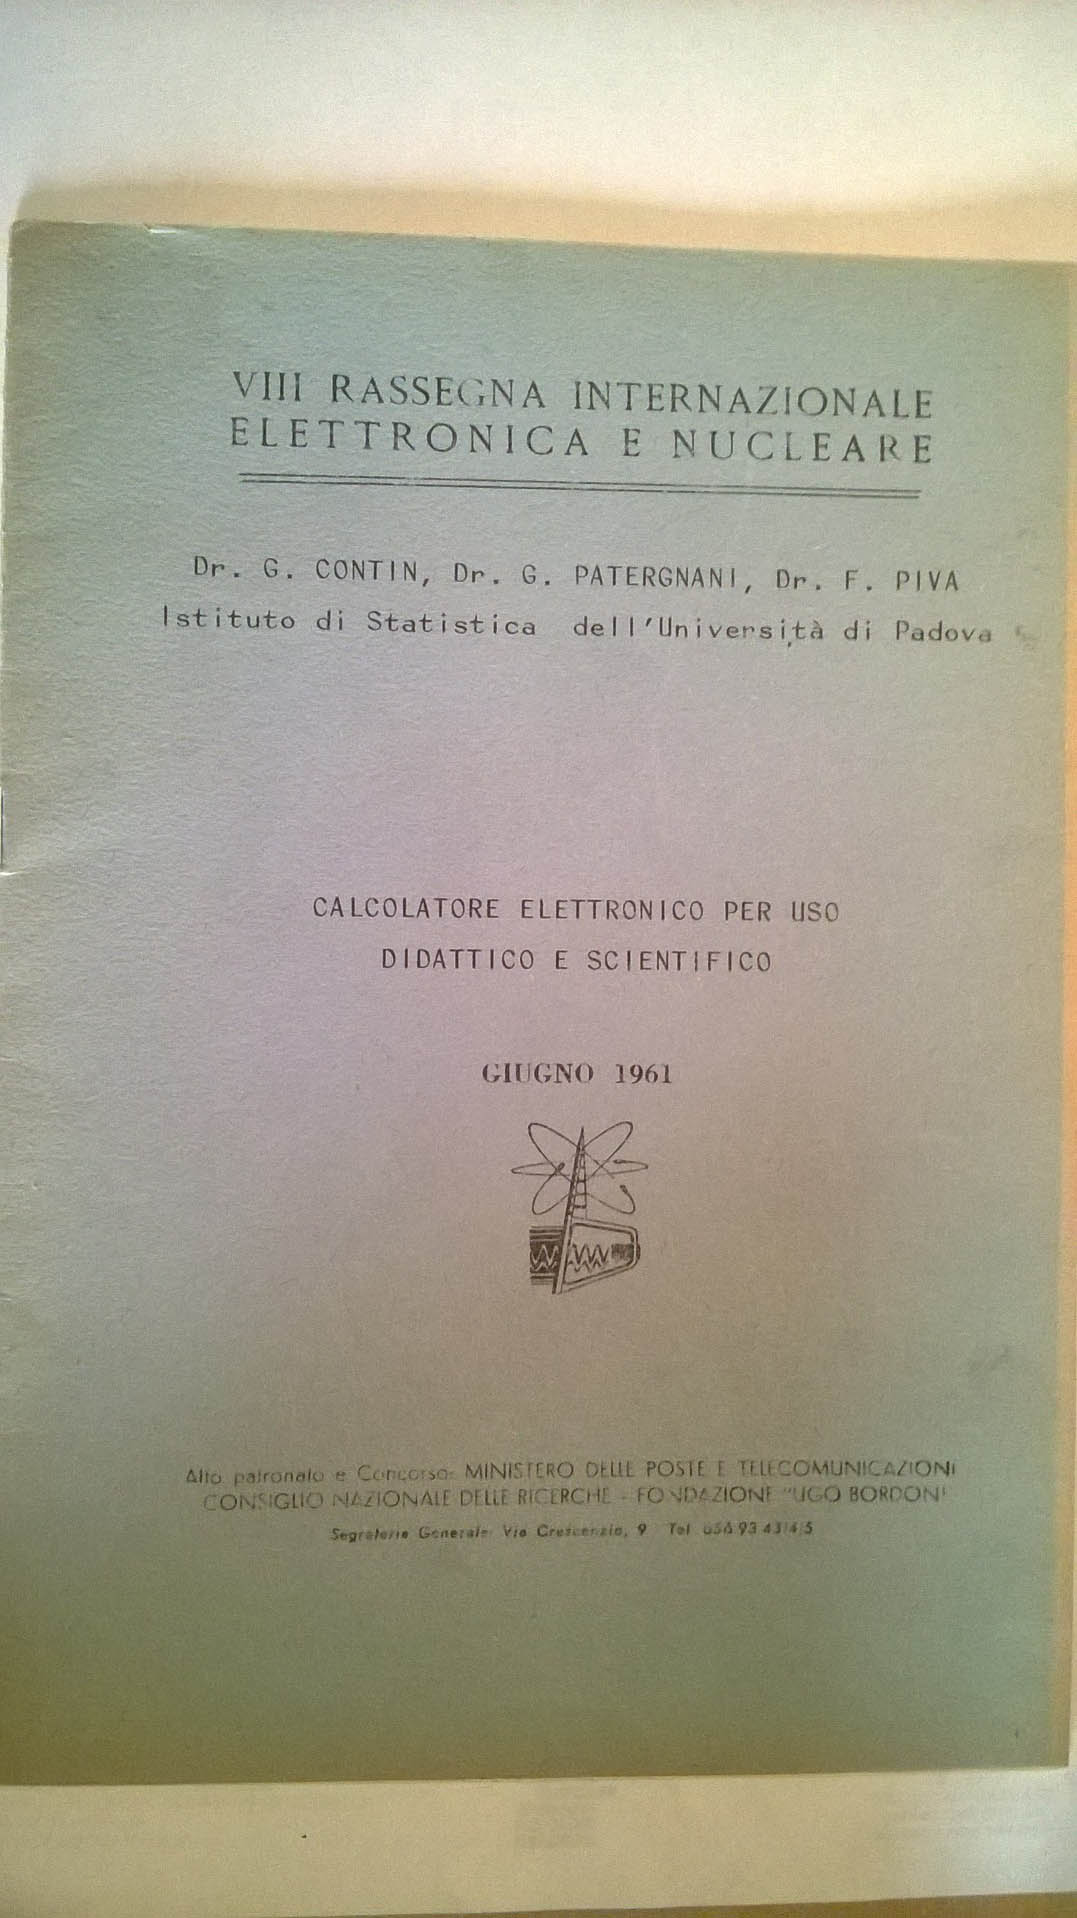 VIII RASSEGNA INTERNAZIONALE
ELETTRONICA E NUCLEARE
Dr. G. CONTIN, Dr. G. PATERGNANI, Dr. F. PIVA
Istituto di Statistica dell'Università di Padova
CALCOLATORE ELETTRONICO PER USO
DIDATTICO E SCIENTIFICO
GIUGNO 1961
Alto patronato e Concorso: MINISTERO DELLE POSTE E TELECOMUNICAZIONI
CONSIGLIO NAZIONALE DELLE RICERCHE - FONDAZIONE "UGO BORDONI"
Segreteria Generale: Via Crescenzio, 9 Tel